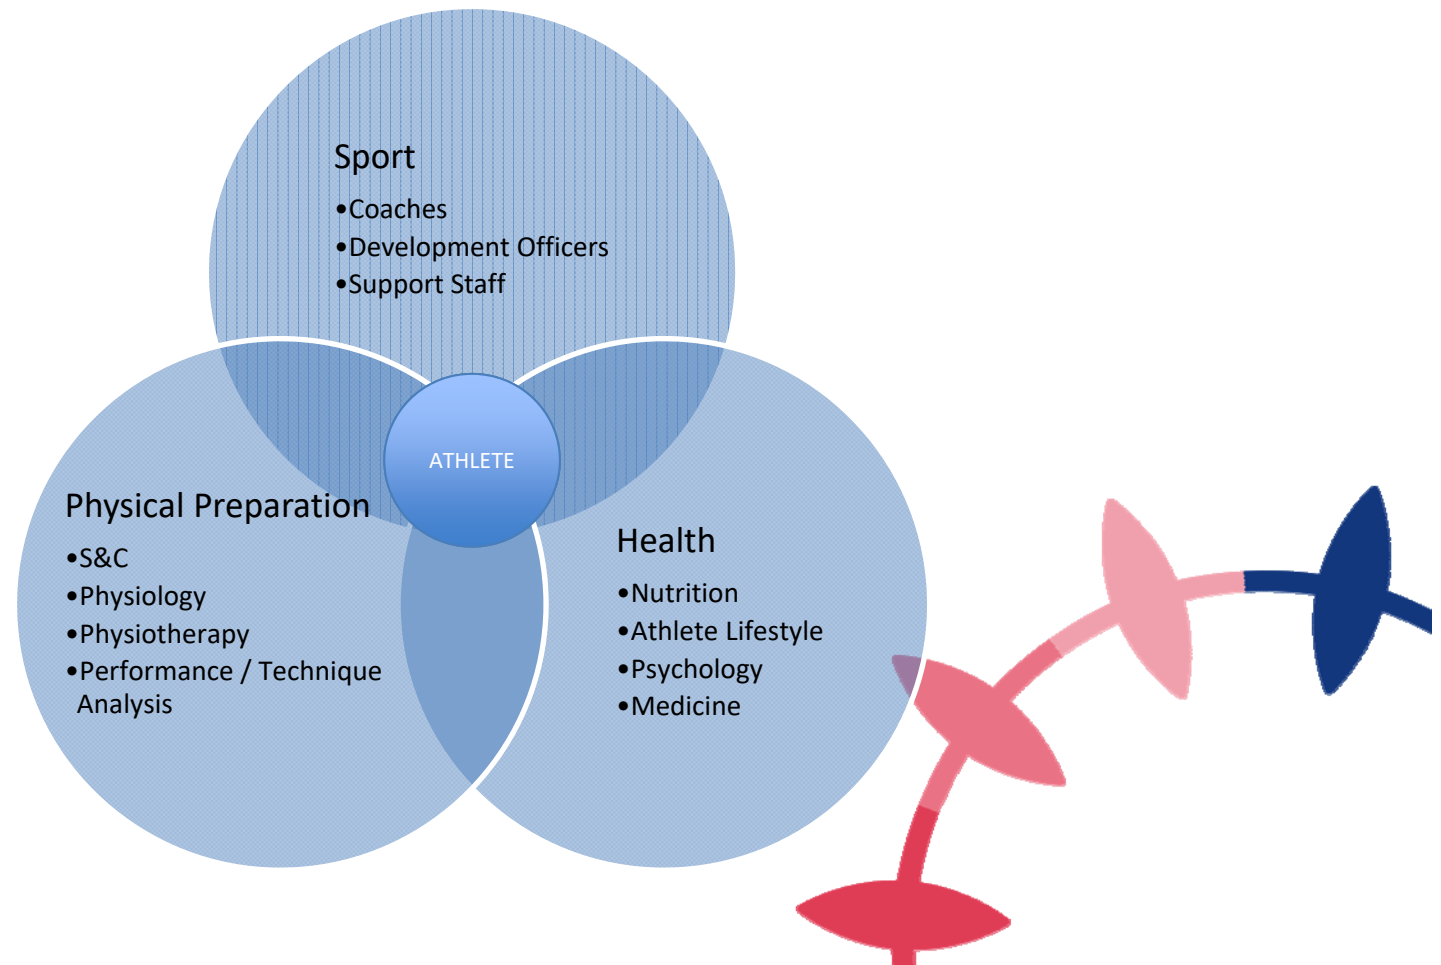 Sport
•Coaches
•Development Officers
•Support Staff
ATHLETE
Physical Preparation
•S&C
•Physiology
•Physiotherapy
•Performance / Technique
Analysis
Health
•Nutrition
•Athlete Lifestyle
•Psychology
•Medicine